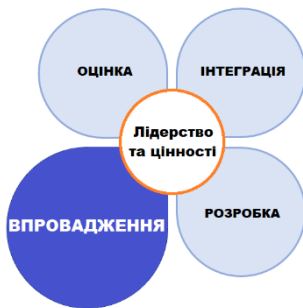 ОЦІНКА
ІНТЕГРАЦІЯ
Лідерство
та цінності
ВПРОВАДЖЕННЯ
РОЗРОБКА